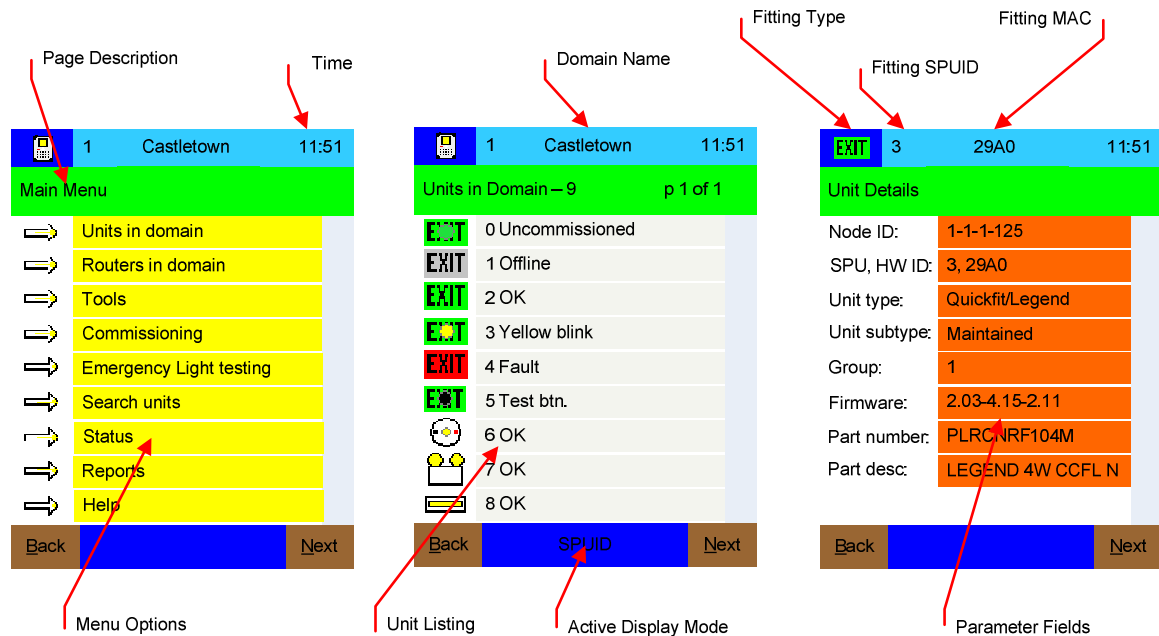 Page Description
Time
Domain Name
Fitting Type
Fitting MAC
Fitting SPUID
1 Castletown 11:51
Main Menu
Units in domain
Routers in domain
Tools
Commissioning
Emergency Light testing
Search units
Status
Reports
Help
Back Next
Menu Options
1 Castletown 11:51
Units in Domain – 9 p 1 of 1
EXIT 0 Uncommissioned
EXIT 1 Offline
EXIT 2 OK
EXIT 3 Yellow blink
EXIT 4 Fault
EXIT 5 Test btn.
6 OK
7 OK
8 OK
Back SPUID Next
Unit Listing
Active Display Mode
EXIT 3 29A0 11:51
Unit Details
Node ID: 1-1-1-125
SPU, HW ID: 3, 29A0
Unit type: Quickfit/Legend
Unit subtype: Maintained
Group: 1
Firmware: 2.03-4.15-2.11
Part number: PLRCNRF104M
Part desc: LEGEND 4W CCFL N
Back Next
Parameter Fields